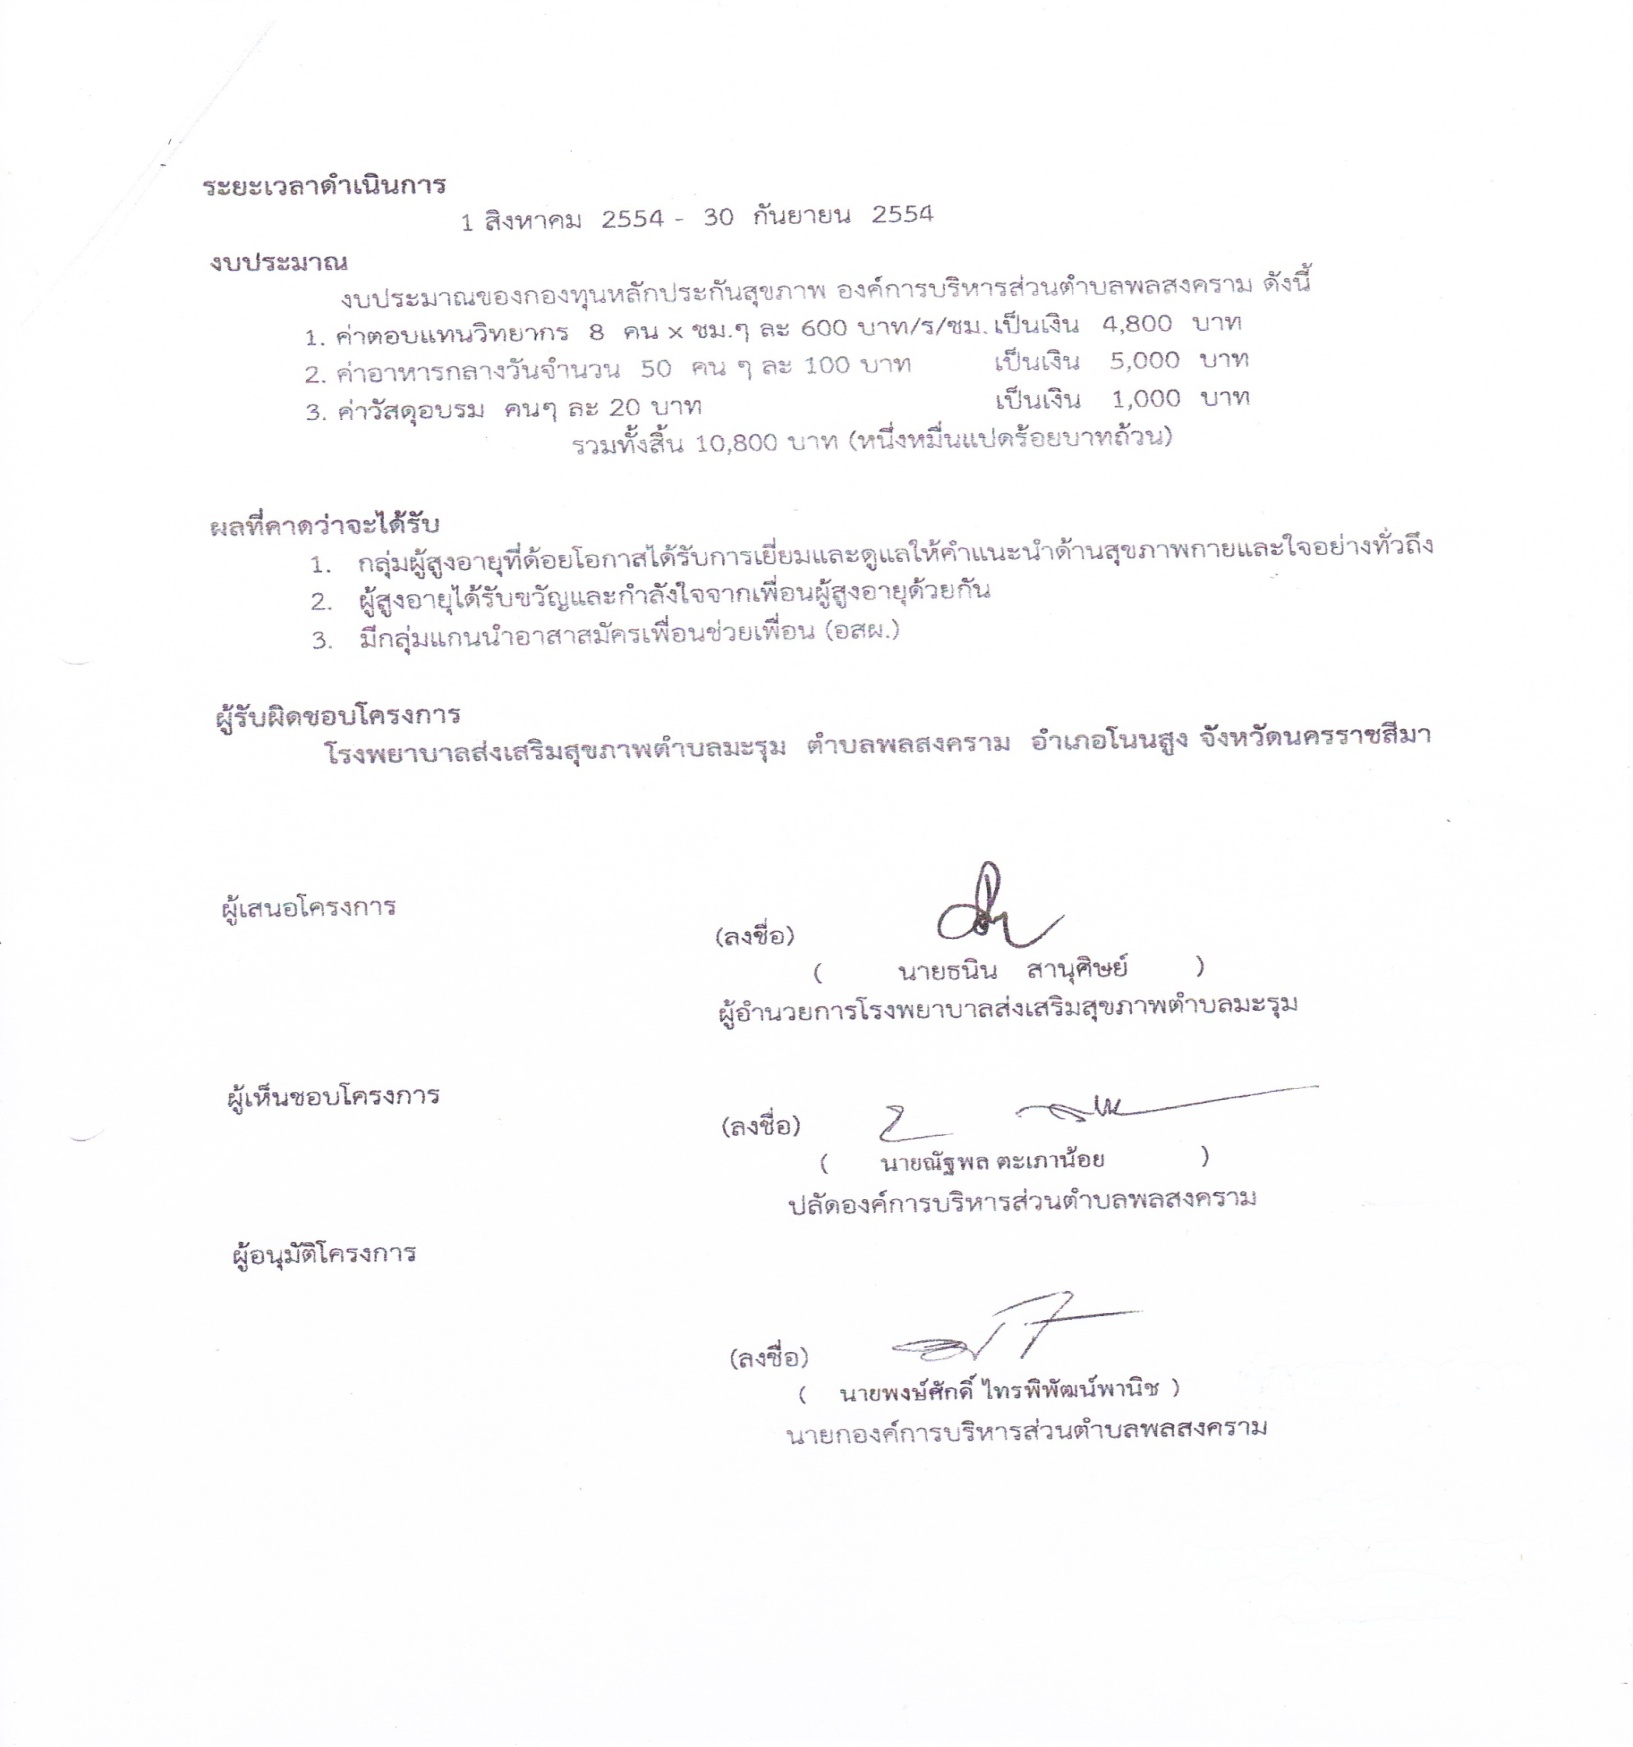 ระยะเวลาดำเนินการ
1 สิงหาคม 2554 - 30 กันยายน 2554
งบประมาณ
งบประมาณของกองทุนหลักประกันสุขภาพ องค์การบริหารส่วนตำบลพลสงคราม ดังนี้
1. ค่าตอบแทนวิทยากร 8 คน x ชม.ๆ ละ 600 บาท/ร/ชม. เป็นเงิน 4,800 บาท
2. ค่าอาหารกลางวันจำนวน 50 คน ๆ ละ 100 บาท เป็นเงิน 5,000 บาท
3. ค่าวัสดุอบรม คนๆ ละ 20 บาท เป็นเงิน 1,000 บาท
รวมทั้งสิ้น 10,800 บาท (หนึ่งหมื่นแปดร้อยบาทถ้วน)
ผลที่คาดว่าจะได้รับ
1. กลุ่มผู้สูงอายุที่ด้อยโอกาสได้รับการเยี่ยมและดูแลให้คำแนะนำด้านสุขภาพกายและใจอย่างทั่วถึง
2. ผู้สูงอายุได้รับขวัญและกำลังใจจากเพื่อนผู้สูงอายุด้วยกัน
3. มีกลุ่มแกนนำอาสาสมัครเพื่อนช่วยเพื่อน (อสผ.)
ผู้รับผิดชอบโครงการ
โรงพยาบาลส่งเสริมสุขภาพตำบลมะรุม ตำบลพลสงคราม อำเภอโนนสูง จังหวัดนครราชสีมา
ผู้เสนอโครงการ
(ลงชื่อ)
( นายธนิน สานุศิษย์ )
ผู้อำนวยการโรงพยาบาลส่งเสริมสุขภาพตำบลมะรุม
ผู้เห็นชอบโครงการ
(ลงชื่อ)
( นายณัฐพล ตะเภาน้อย )
ปลัดองค์การบริหารส่วนตำบลพลสงคราม
ผู้อนุมัติโครงการ
(ลงชื่อ)
( นายพงษ์ศักดิ์ ไทรพิพัฒน์พานิช )
นายกองค์การบริหารส่วนตำบลพลสงคราม